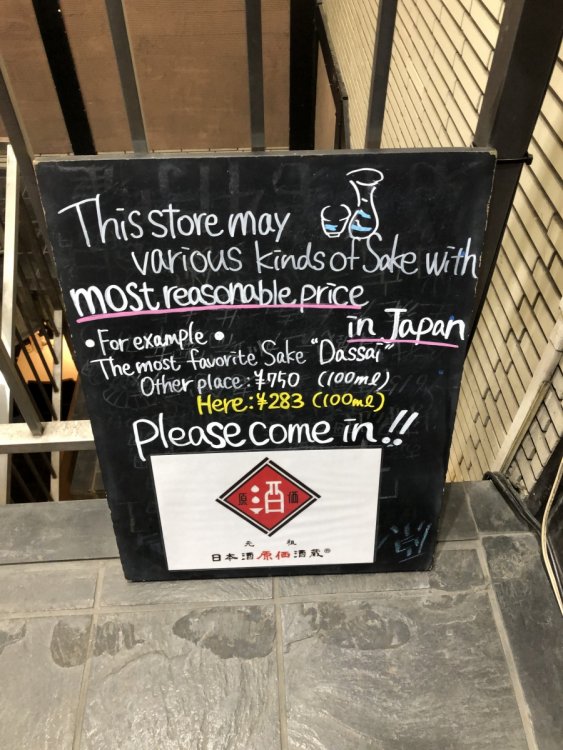 This store may
various kinds of Sake with
most reasonable price
in Japan
• For example •
The most favorite Sake "Dassai"
Other place: ¥750 (100ml)
Here: ¥283 (100ml)
Please come in!!
原 酒 価
元祖
日本酒原価酒蔵®